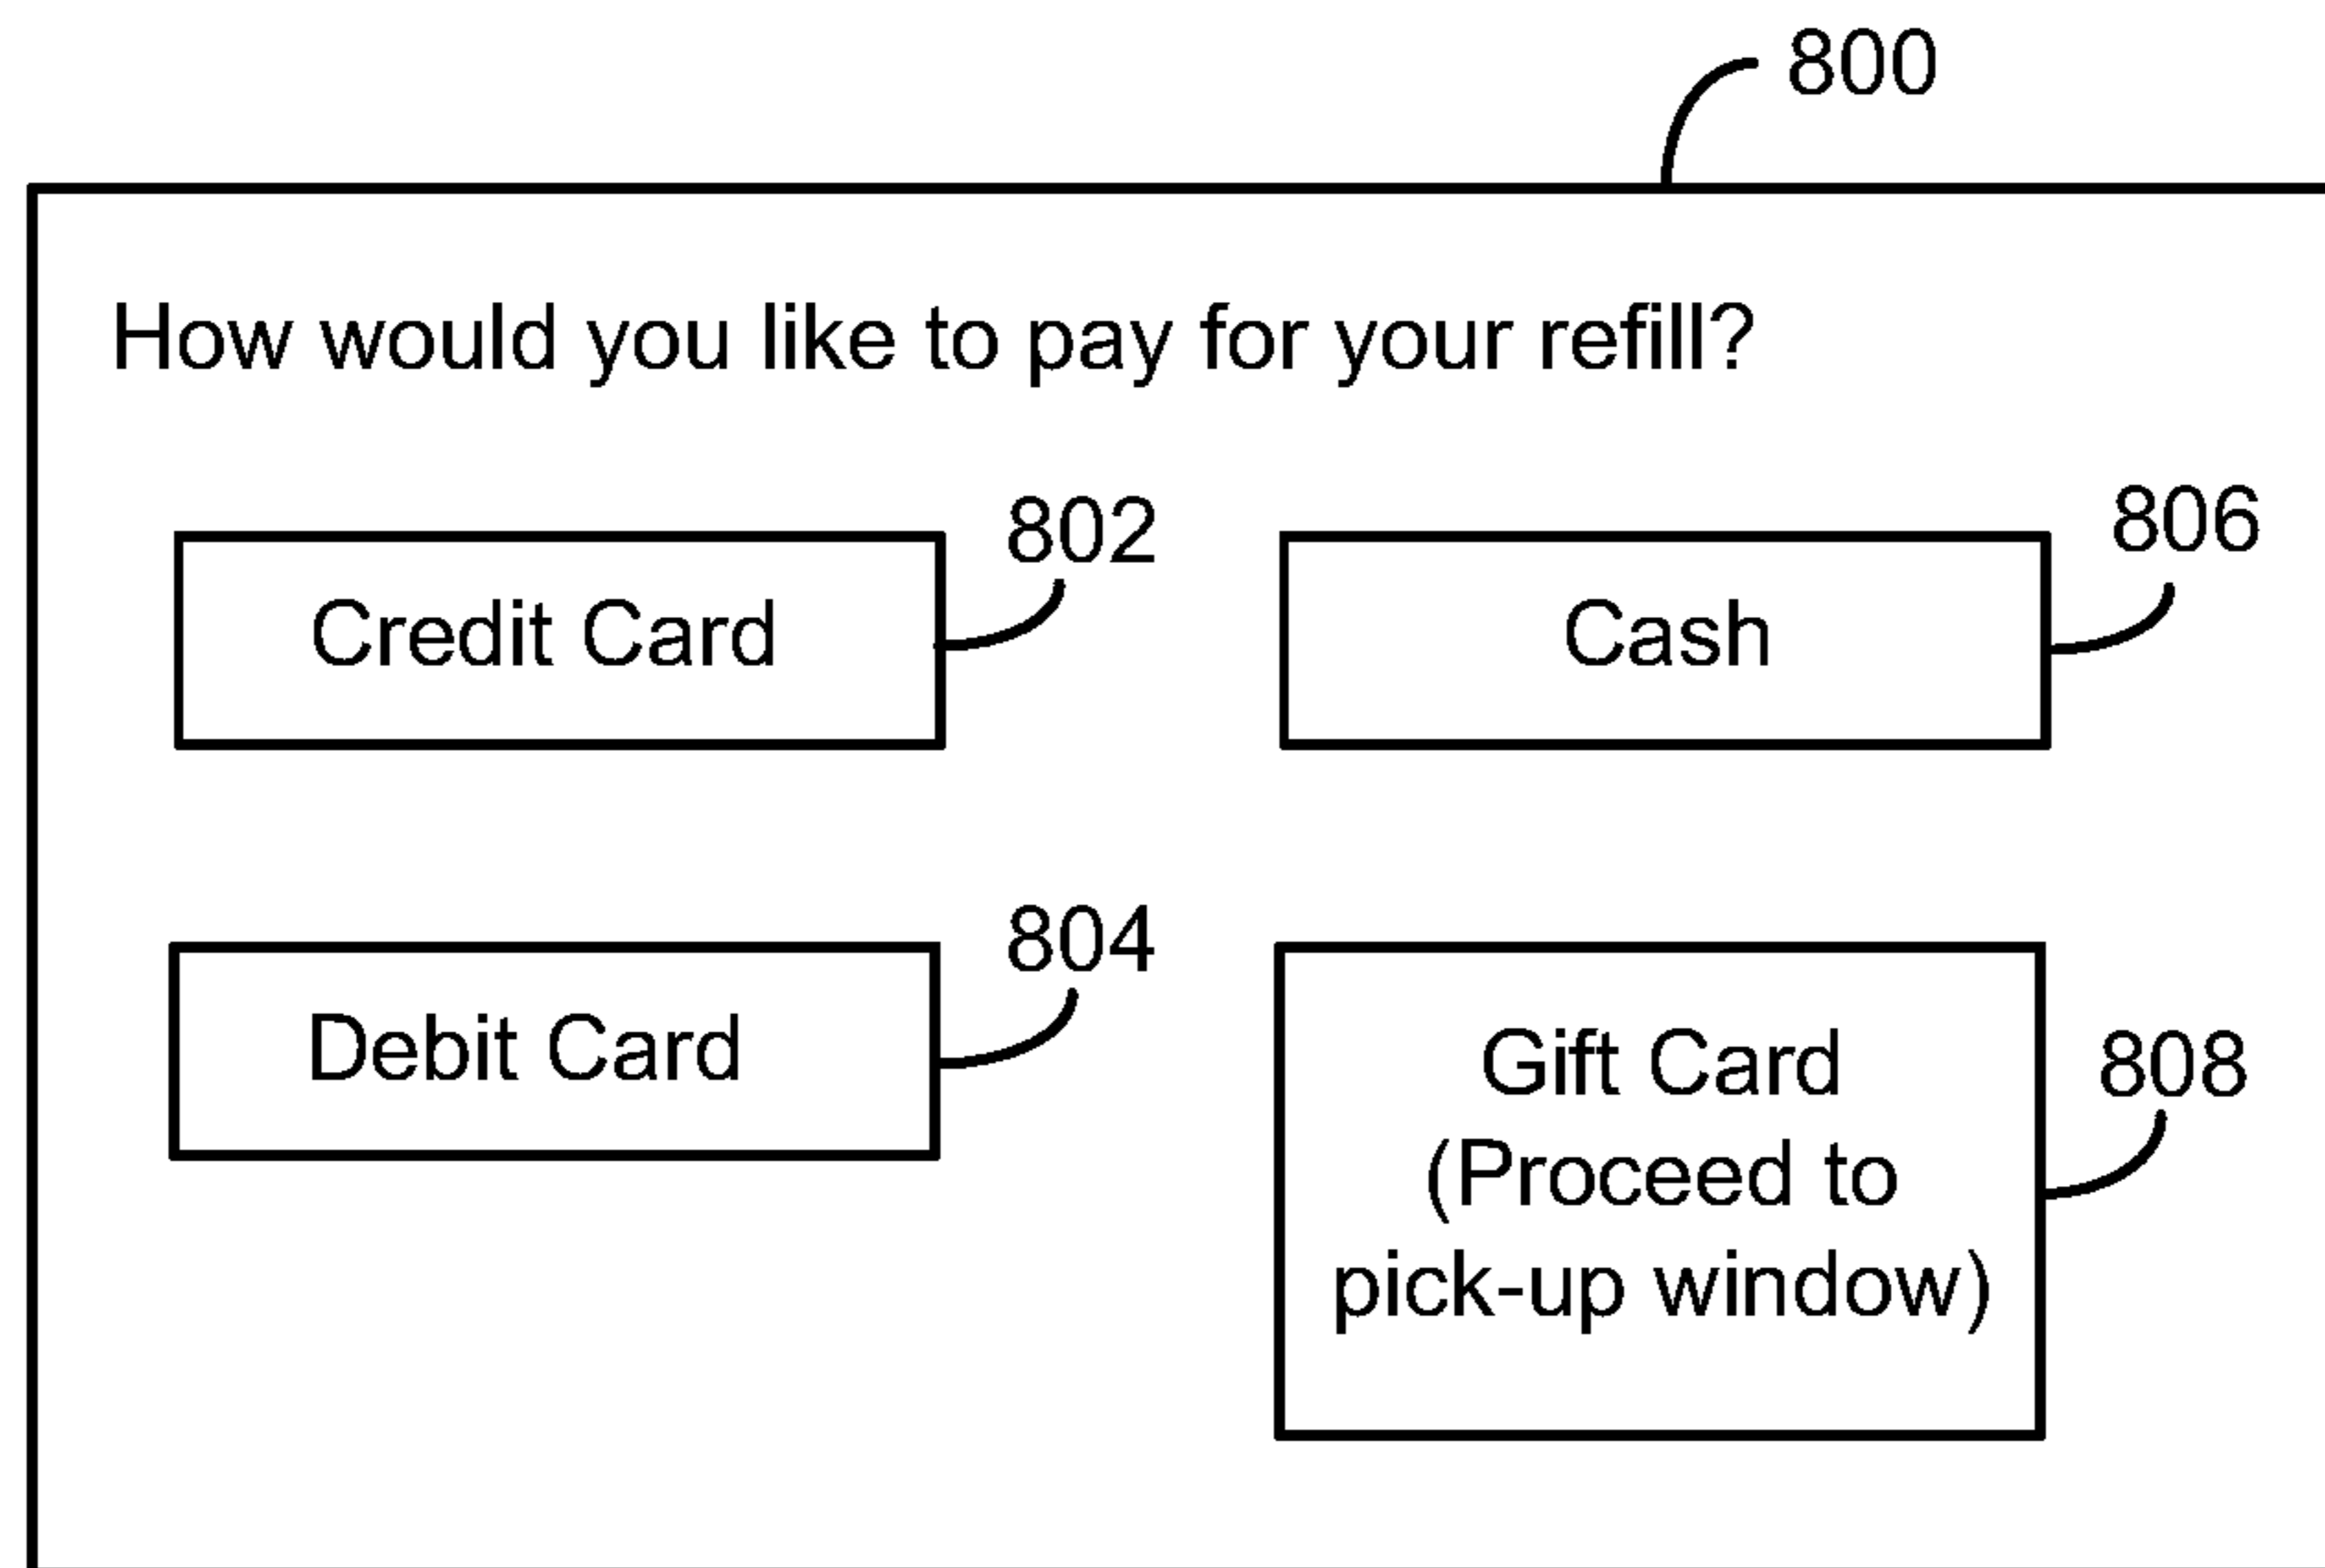 800
How would you like to pay for your refill?
802
806
Credit Card
Cash
804
Debit Card
Gift Card
(Proceed to
pick-up window)
808